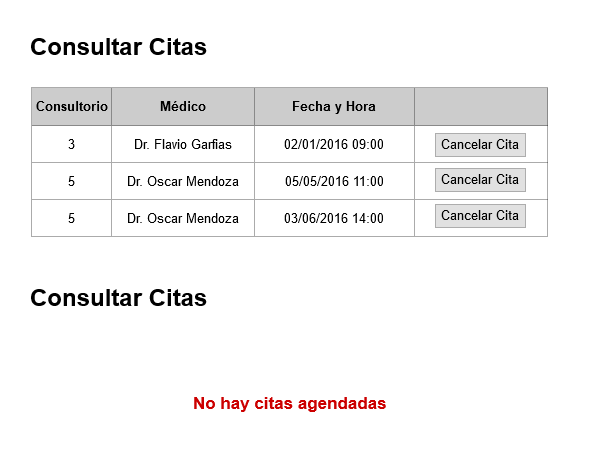 Consultar Citas
Consultorio Médico Fecha y Hora
3 Dr. Flavio Garfias 02/01/2016 09:00 Cancelar Cita
5 Dr. Oscar Mendoza 05/05/2016 11:00 Cancelar Cita
5 Dr. Oscar Mendoza 03/06/2016 14:00 Cancelar Cita
Consultar Citas
No hay citas agendadas